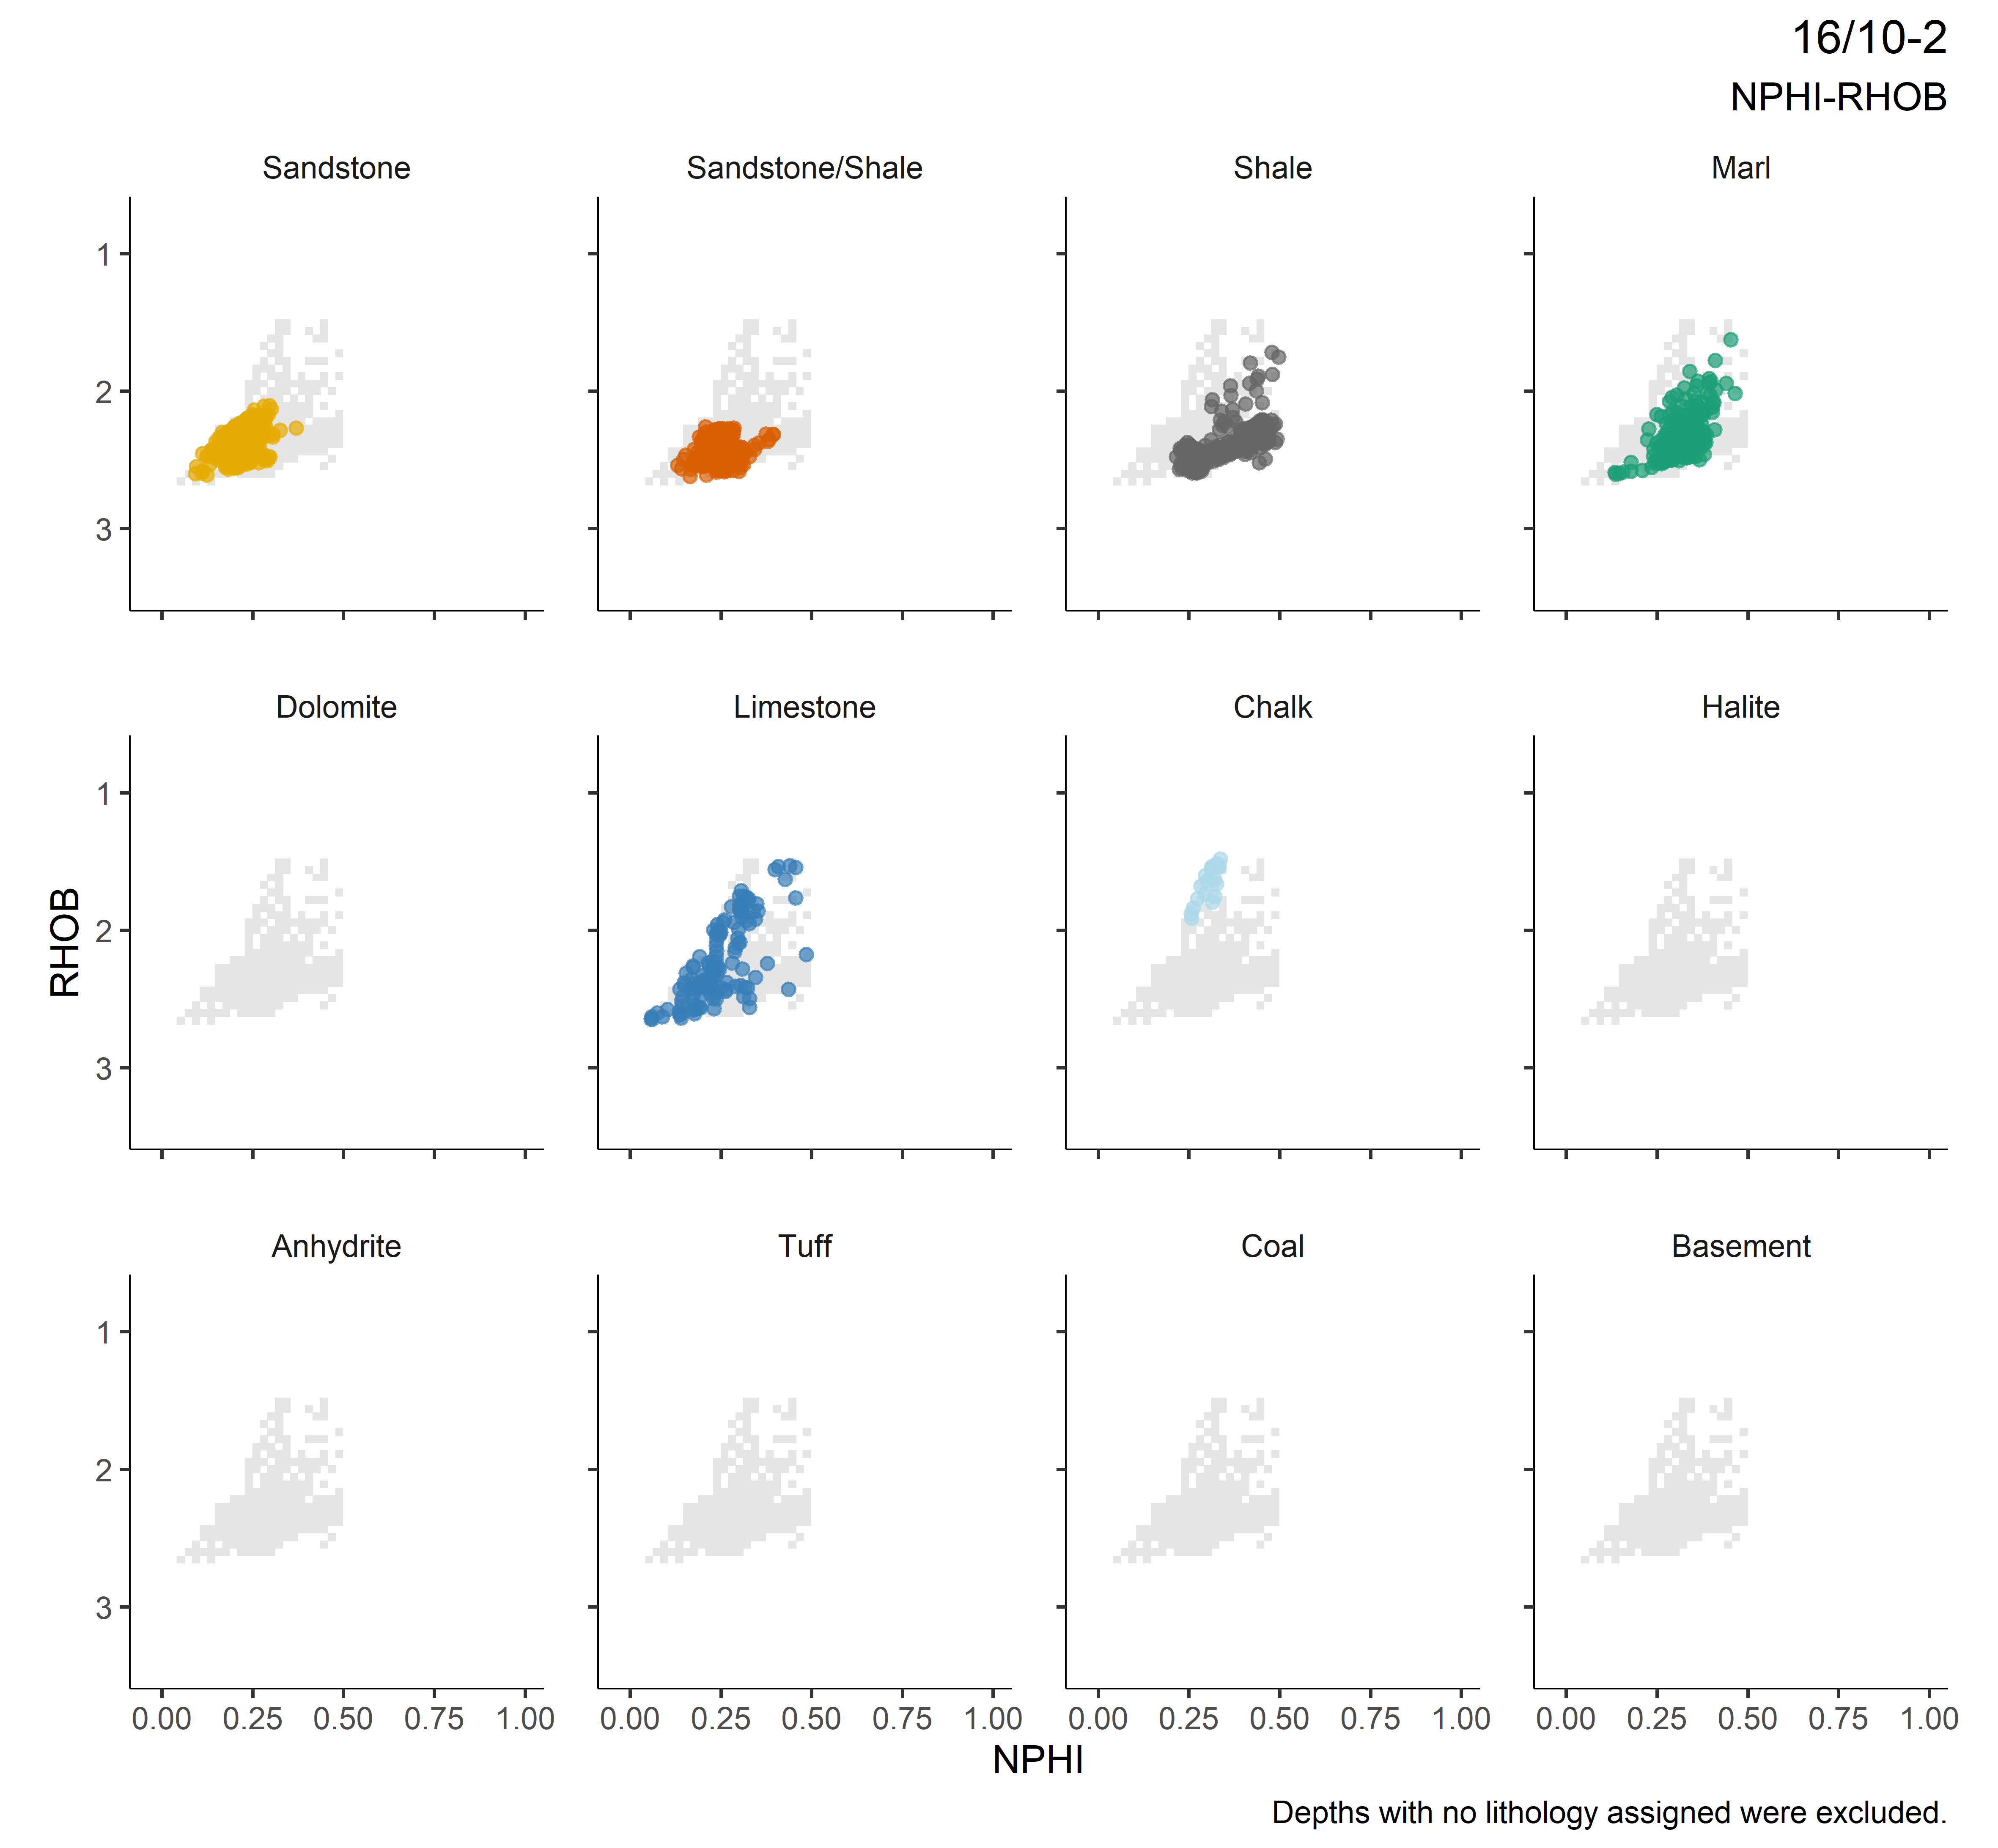 16/10-2
NPHI-RHOB
Sandstone Sandstone/Shale Shale Marl
1
2
3
Dolomite Limestone Chalk Halite
1
2
3
RHOB
Anhydrite Tuff Coal Basement
1
2
3
0.00 0.25 0.50 0.75 1.00 0.00 0.25 0.50 0.75 1.00 0.00 0.25 0.50 0.75 1.00 0.00 0.25 0.50 0.75 1.00
NPHI
Depths with no lithology assigned were excluded.